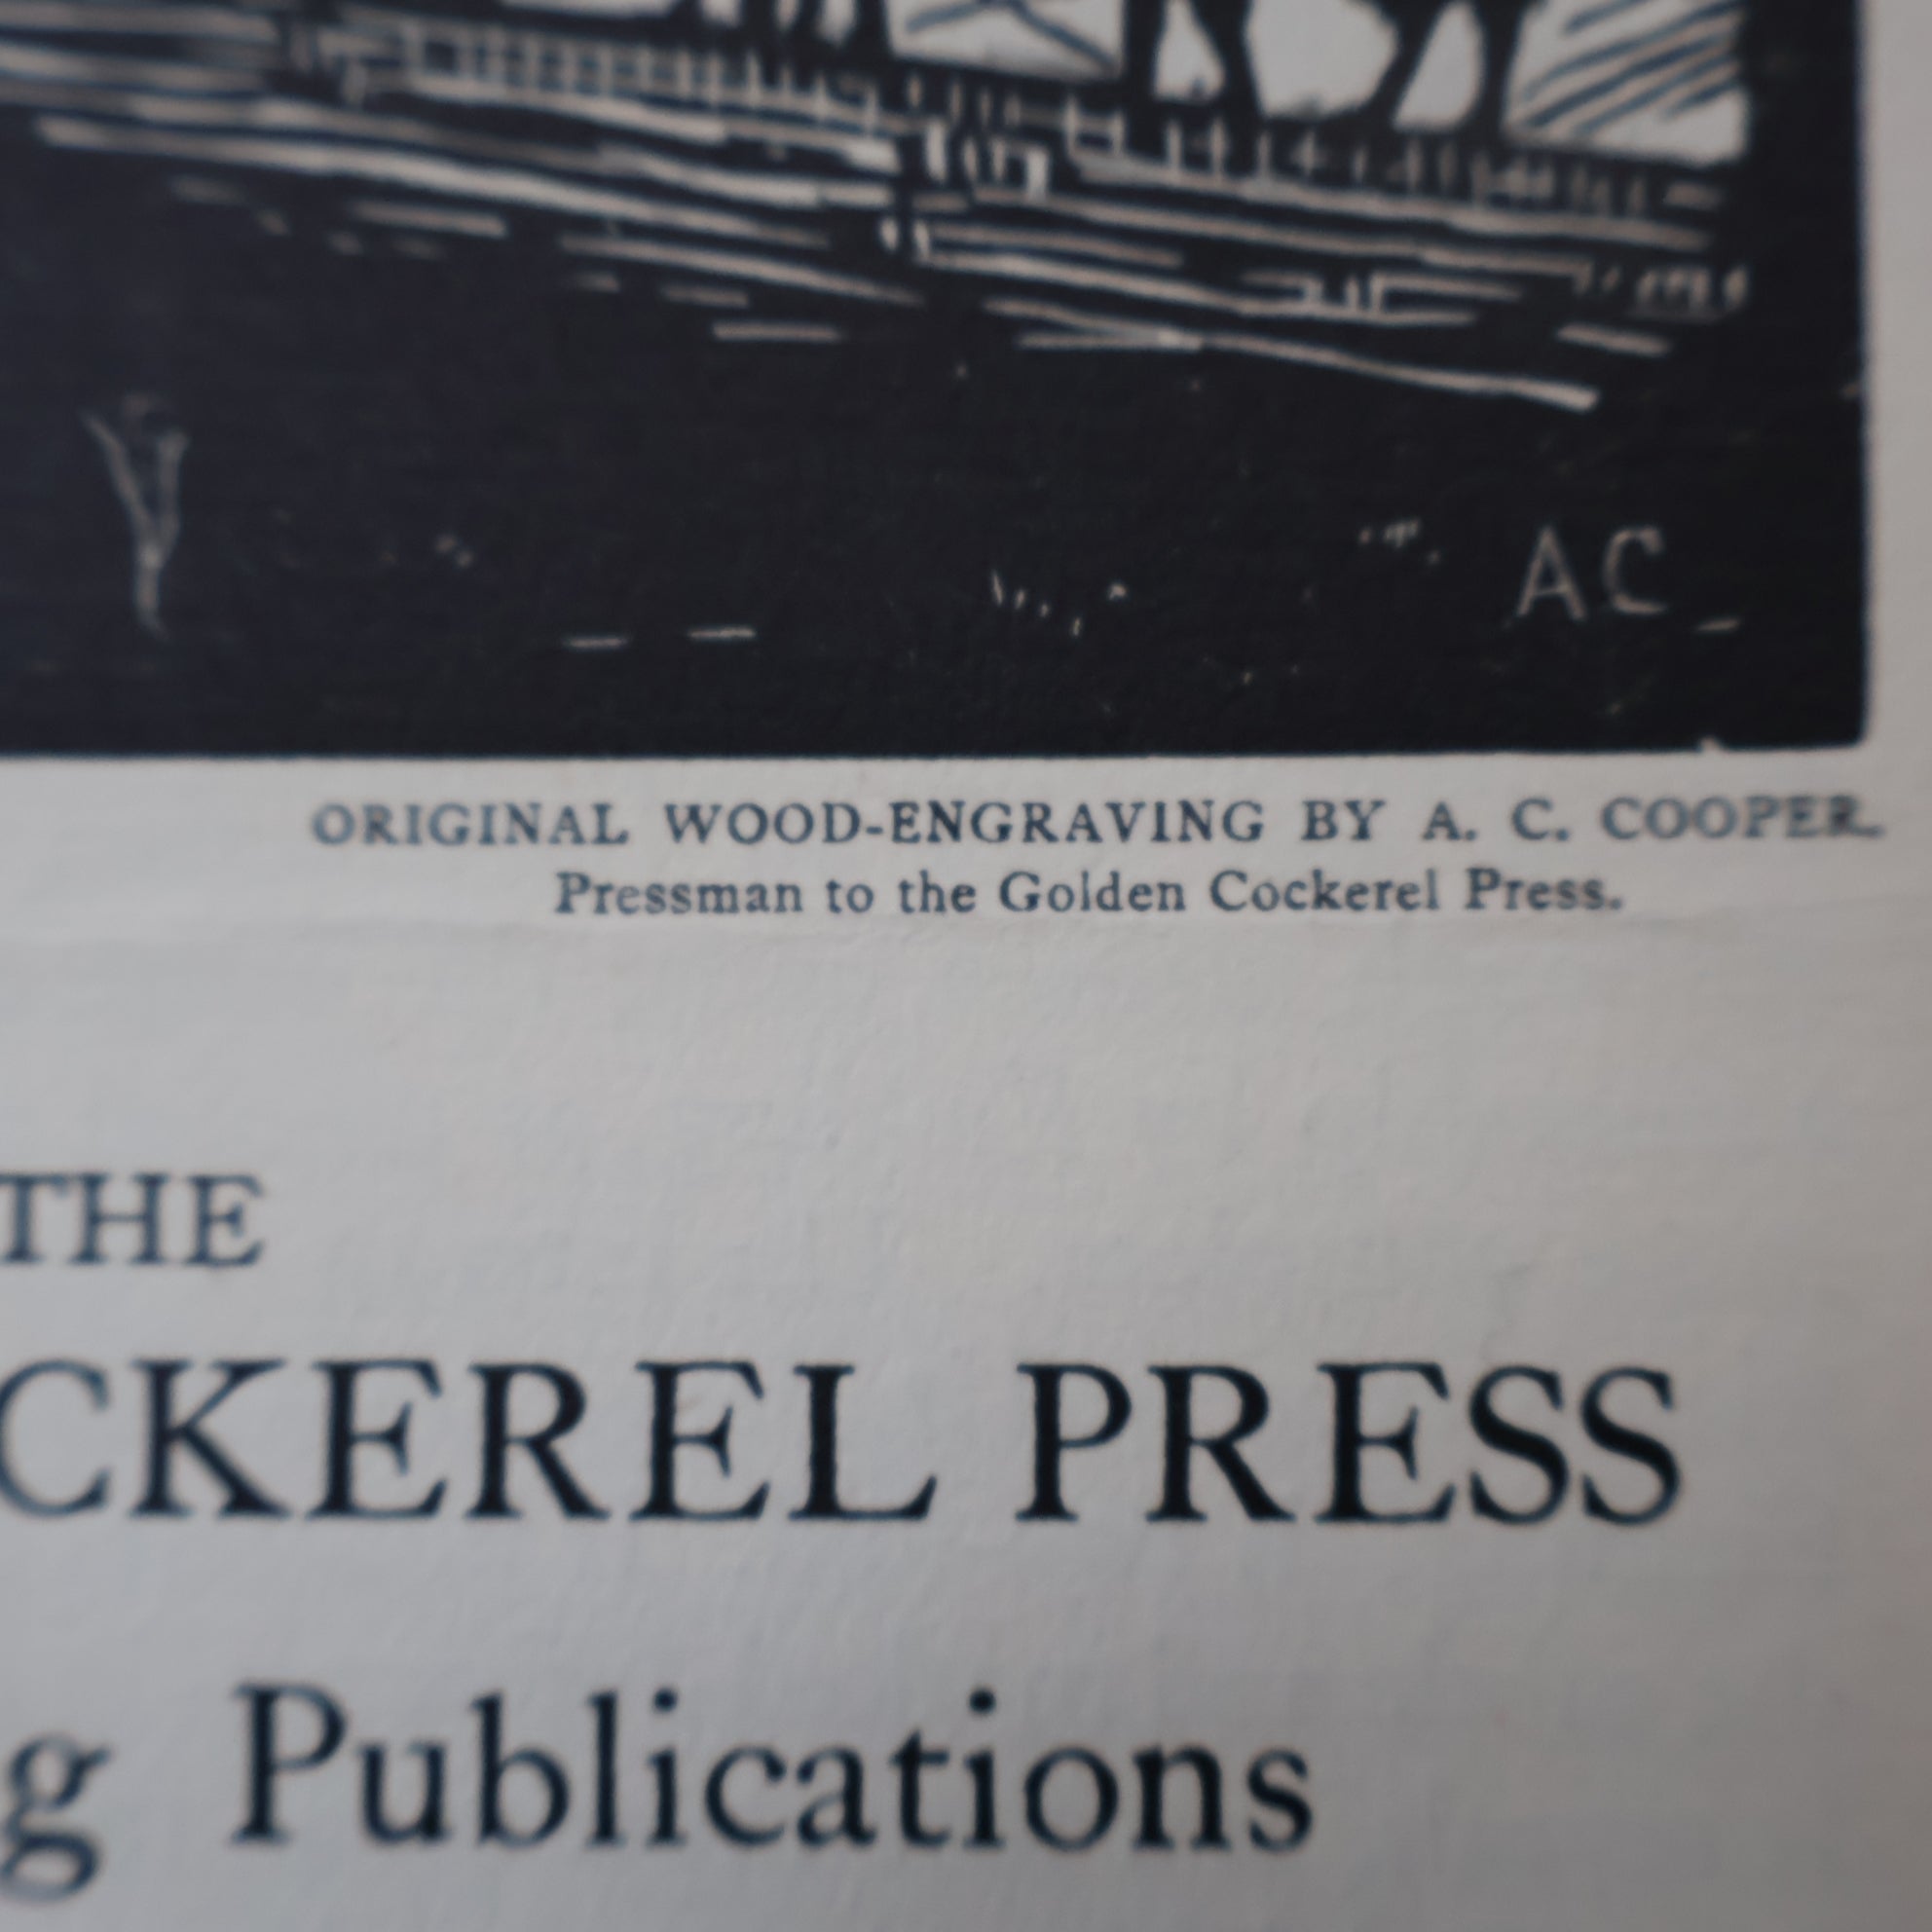 AC
ORIGINAL WOOD-ENGRAVING BY A. C. COOPER.
Pressman to the Golden Cockerel Press.
THE
CKEREL PRESS
g Publications